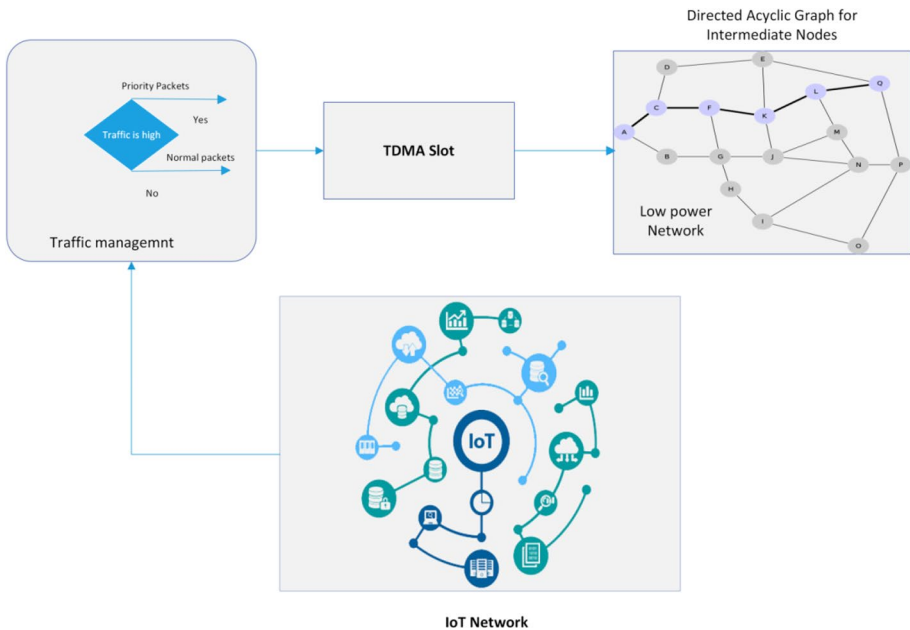 Directed Acyclic Graph for
Intermediate Nodes
Priority Packets
Yes
Traffic is high
Normal packets
No
Traffic managemnt
TDMA Slot
E
D
Q
L
C
F
K
A
M
B
G
J
N
P
H
I
O
Low power
Network
IoT
IoT Network